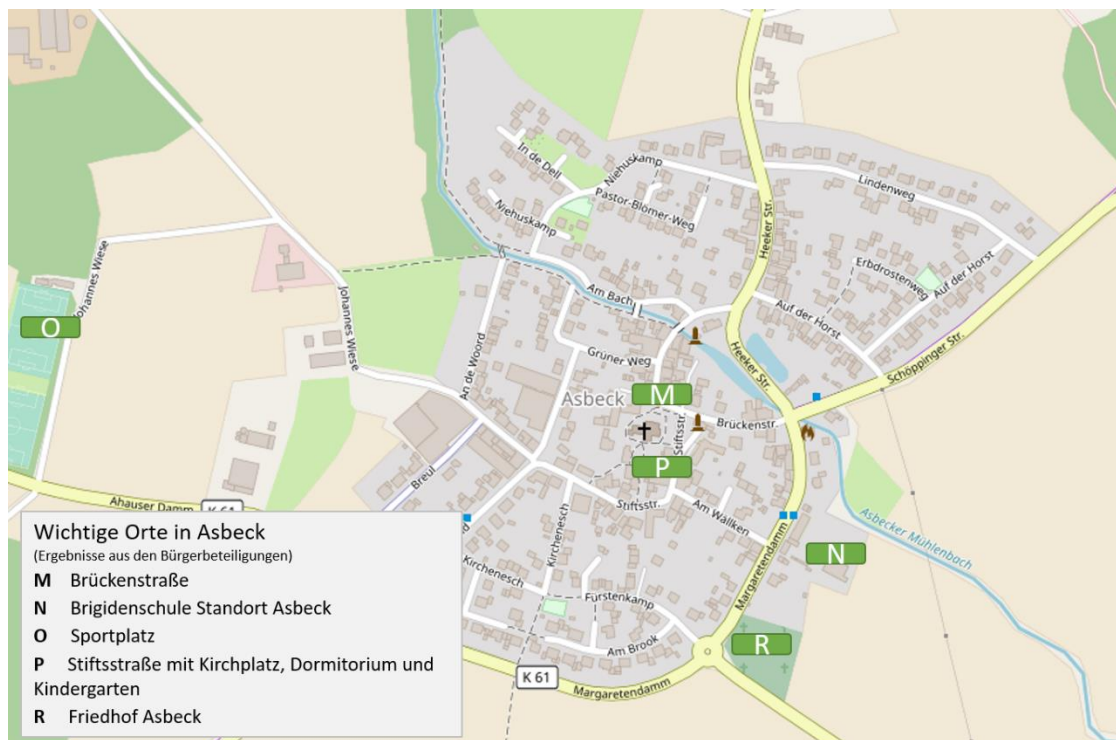 In de Dell
Niehuskamp
Pastor-Blömer-Weg
Niehuskamp
Lindenweg
Heeker Str.
Erbdrostenweg
Auf der Horst
Auf der Horst
Johannes Wiese
Johannes Wiese
Am Bach
An de Woord
Grüner Weg
Heeker Str.
Schöppinger Str.
O
M
Asbeck
Brückenstr.
Stiftsstr.
P
Breul
Stiftsstr.
Am Wällken
Ahauser Damm
K 61
Asbecker Mühlenbach
N
Kirchenesch
Kirchenesch
Fürstenkamp
Margaretendamm
Am Brook
R
K 61
Margaretendamm
Wichtige Orte in Asbeck
(Ergebnisse aus den Bürgerbeteiligungen)
M Brückenstraße
N Brigidenschule Standort Asbeck
O Sportplatz
P Stiftsstraße mit Kirchplatz, Dormitorium und
Kindergarten
R Friedhof Asbeck